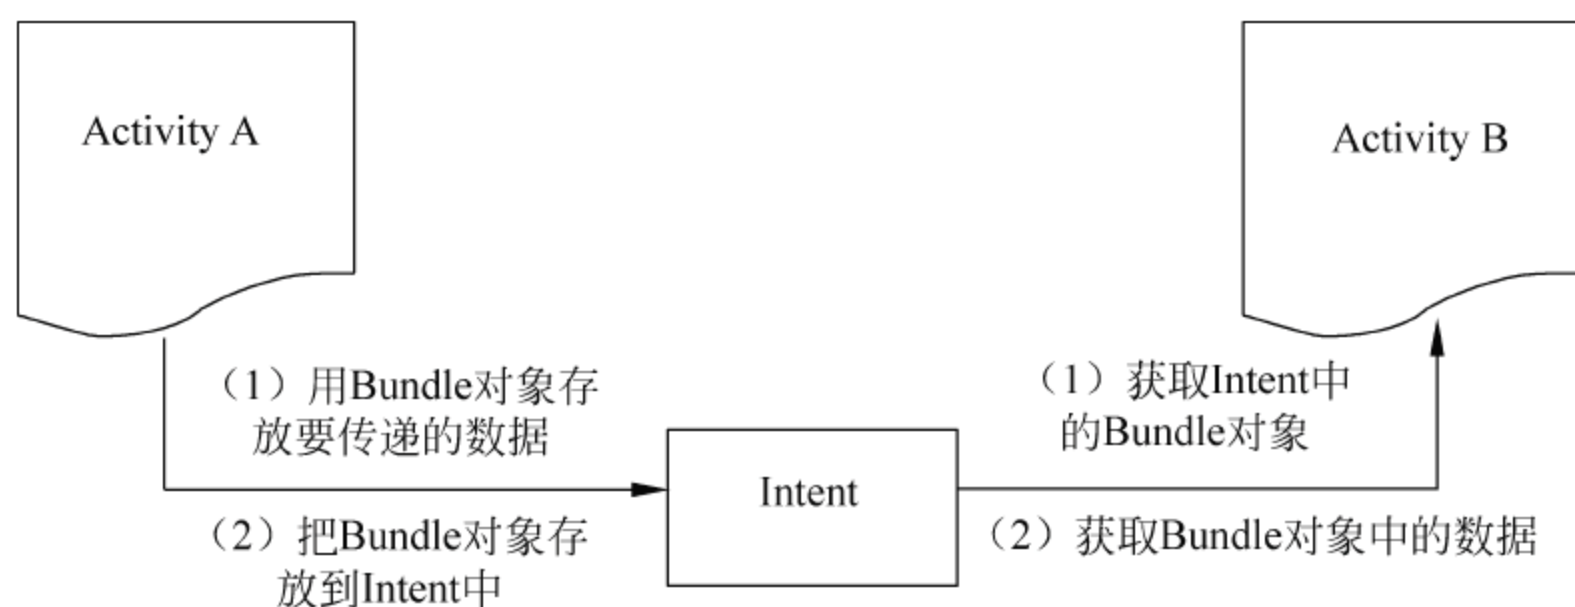 Activity A
Activity B
（1）用Bundle对象存
放要传递的数据
（2）把Bundle对象存
放到Intent中
Intent
（1）获取Intent中
的Bundle对象
（2）获取Bundle对象中的数据